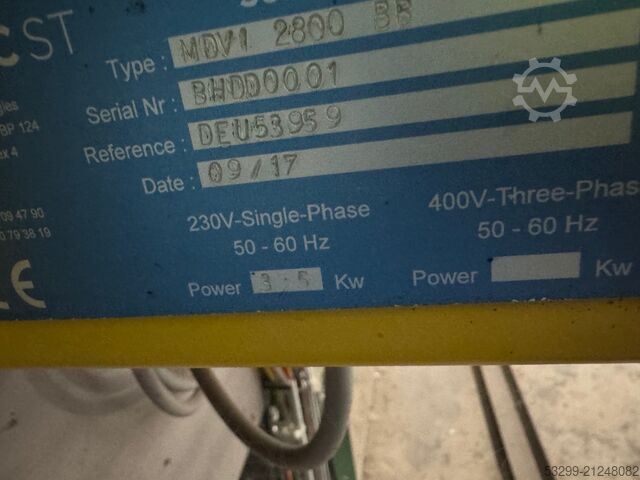 CST
Type : MDV1 2800 BB
Serial Nr : BHDD0001
Reference : DEU53959
Date : 09/17
gles
BP 124
ex 4
09 47 90
0 79 38 19
230V-Single-Phase
50 - 60 Hz
Power 3.5 Kw
400V-Three-Phas
50 - 60 Hz
Power Kw
CE
53299-21248082